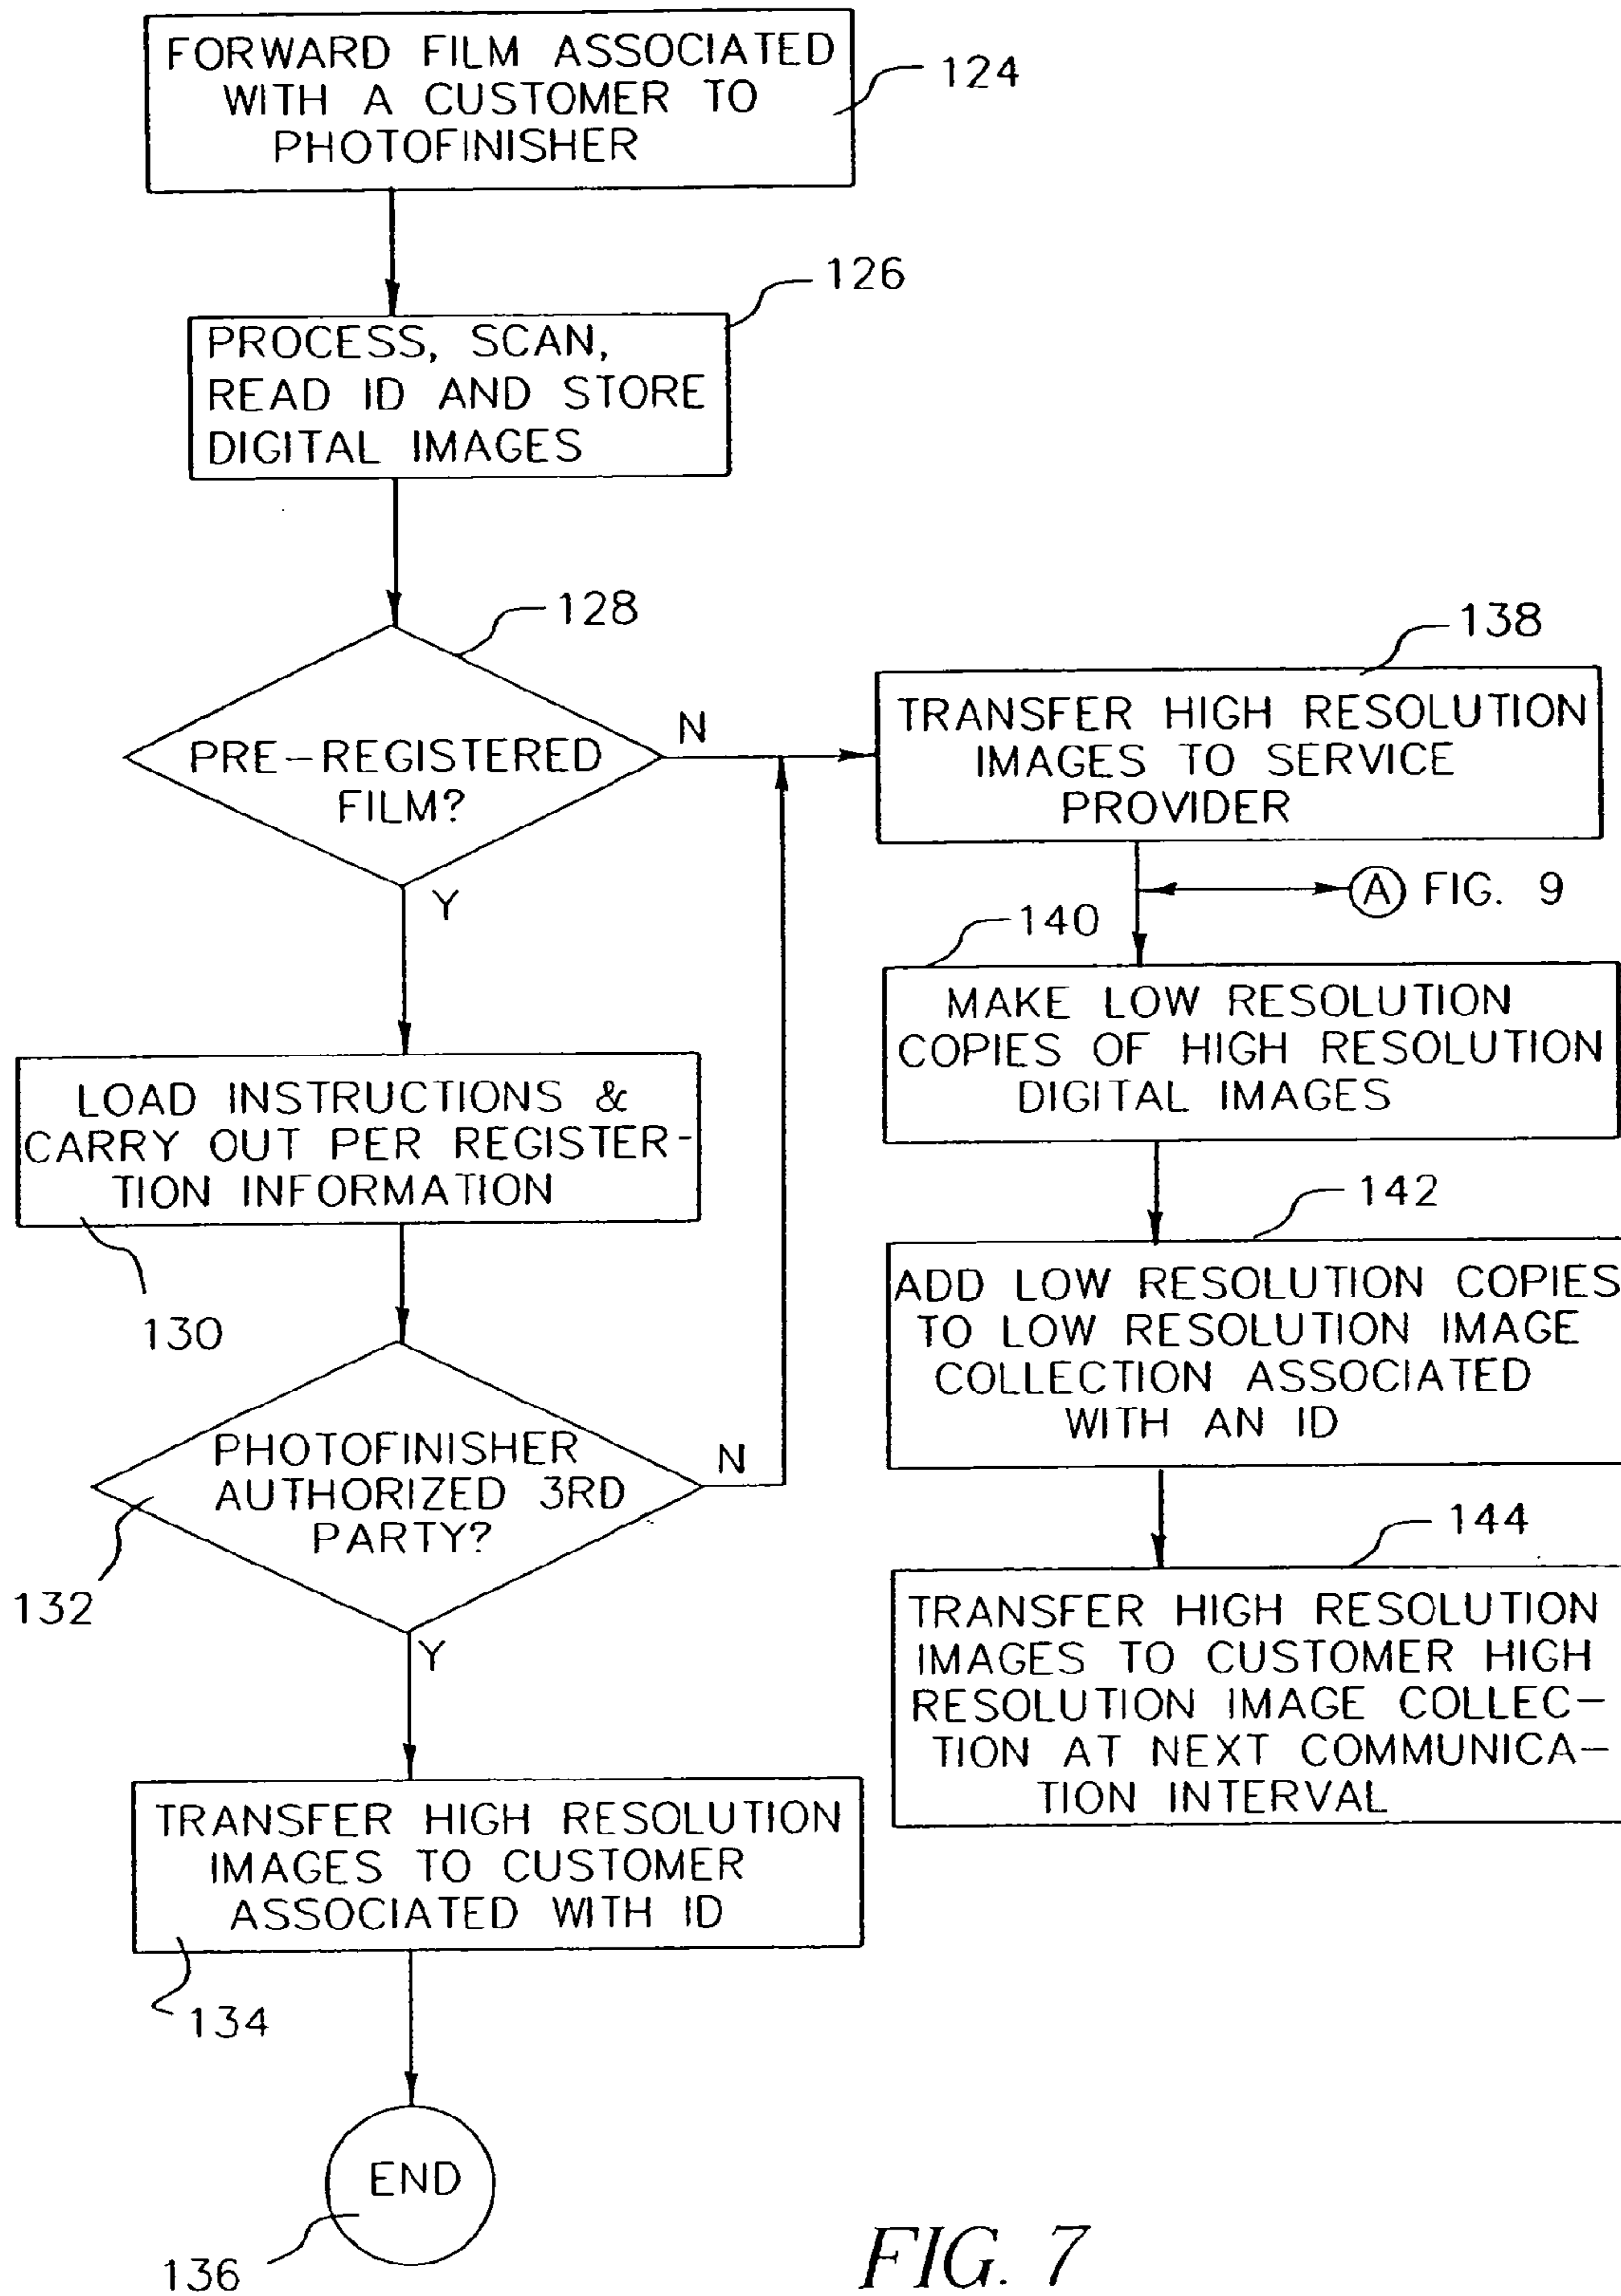 FORWARD FILM ASSOCIATED
WITH A CUSTOMER TO
PHOTOFINISHER
124
126
PROCESS, SCAN,
READ ID AND STORE
DIGITAL IMAGES
128
PRE-REGISTERED
FILM?
N
Y
138
TRANSFER HIGH RESOLUTION
IMAGES TO SERVICE
PROVIDER
A FIG. 9
140
MAKE LOW RESOLUTION
COPIES OF HIGH RESOLUTION
DIGITAL IMAGES
LOAD INSTRUCTIONS &
CARRY OUT PER REGISTER-
TION INFORMATION
130
142
ADD LOW RESOLUTION COPIES
TO LOW RESOLUTION IMAGE
COLLECTION ASSOCIATED
WITH AN ID
PHOTOFINISHER
AUTHORIZED 3RD
PARTY?
N
132
Y
144
TRANSFER HIGH RESOLUTION
IMAGES TO CUSTOMER HIGH
RESOLUTION IMAGE COLLEC-
TION AT NEXT COMMUNICA-
TION INTERVAL
TRANSFER HIGH RESOLUTION
IMAGES TO CUSTOMER
ASSOCIATED WITH ID
134
END
136
FIG. 7